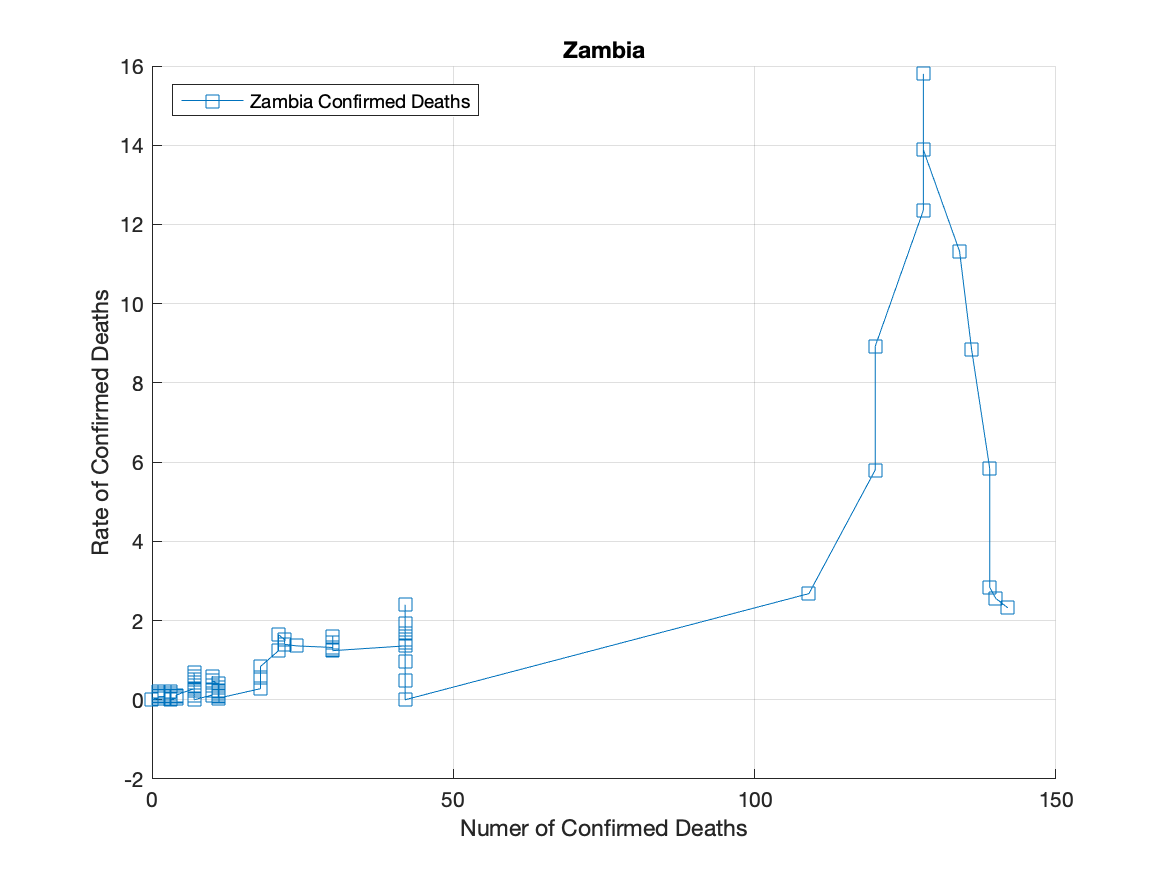 Zambia
Zambia Confirmed Deaths
16
14
12
10
8
6
4
2
0
-2
Rate of Confirmed Deaths
0 50 100 150
Numer of Confirmed Deaths